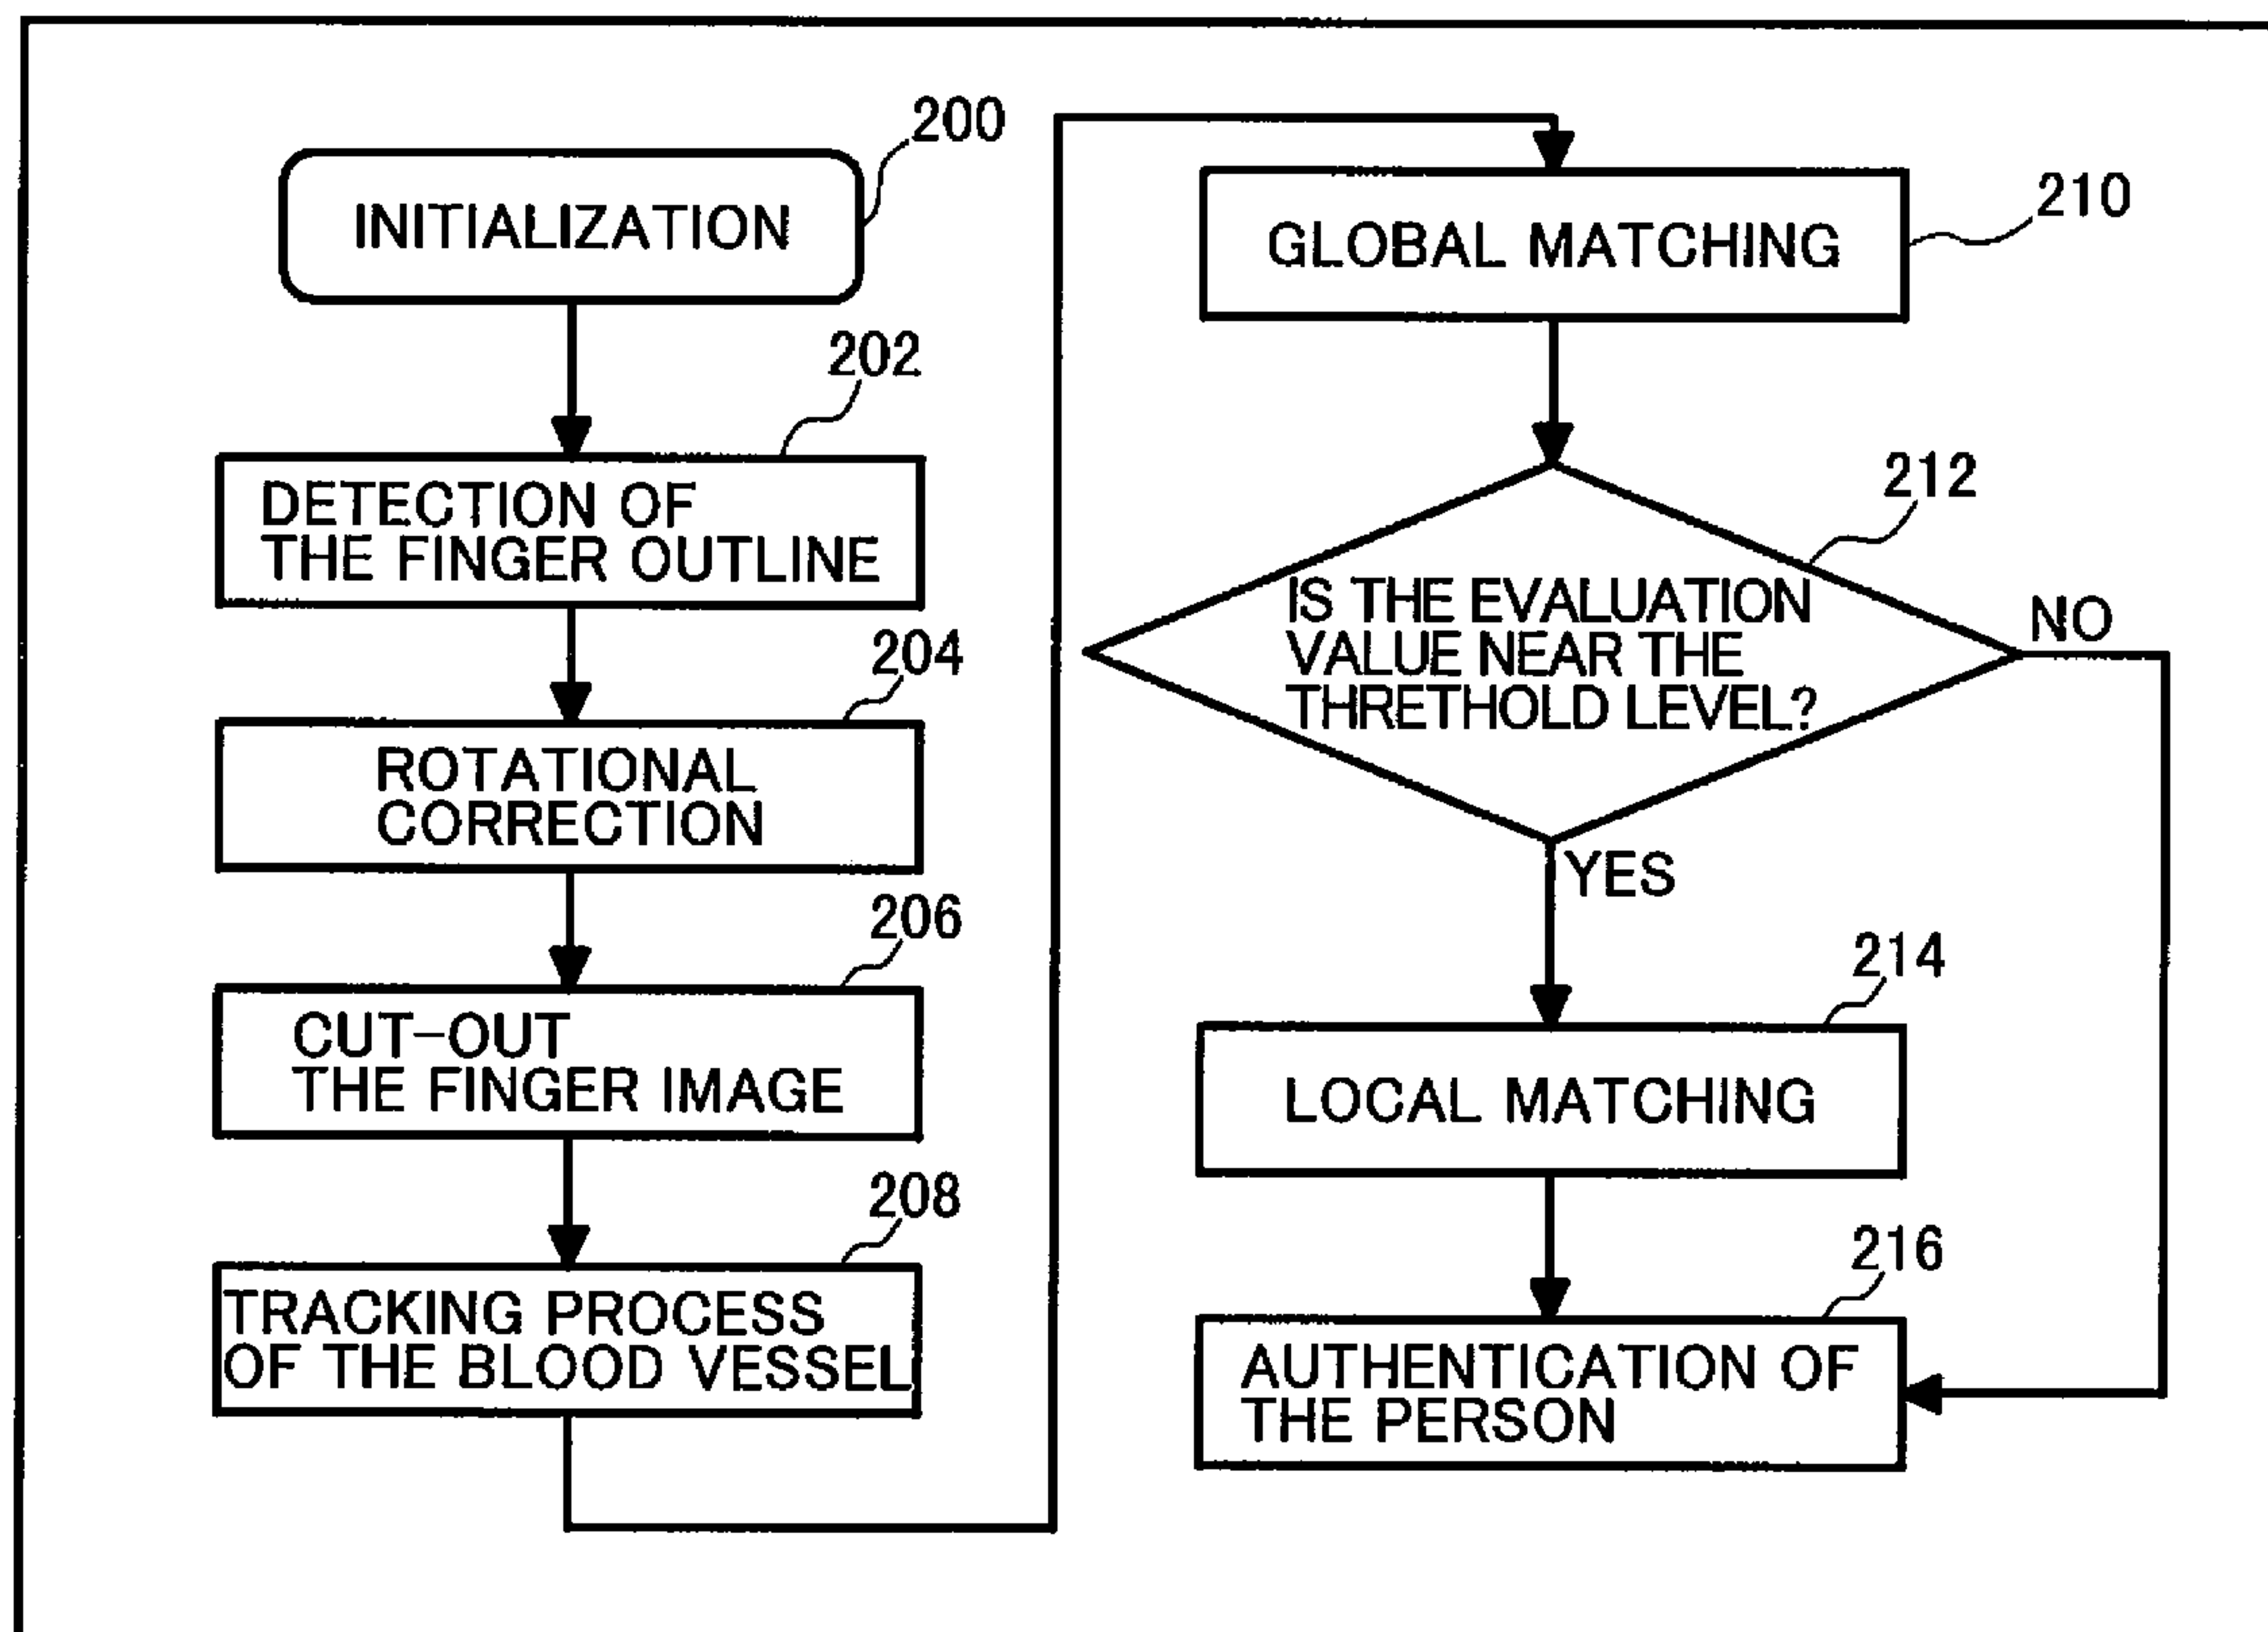 200
INITIALIZATION
202
DETECTION OF
THE FINGER OUTLINE
204
ROTATIONAL
CORRECTION
206
CUT-OUT
THE FINGER IMAGE
208
TRACKING PROCESS
OF THE BLOOD VESSEL
210
GLOBAL MATCHING
212
IS THE EVALUATION
VALUE NEAR THE
THRETHOLD LEVEL?
NO
YES
214
LOCAL MATCHING
216
AUTHENTICATION OF
THE PERSON